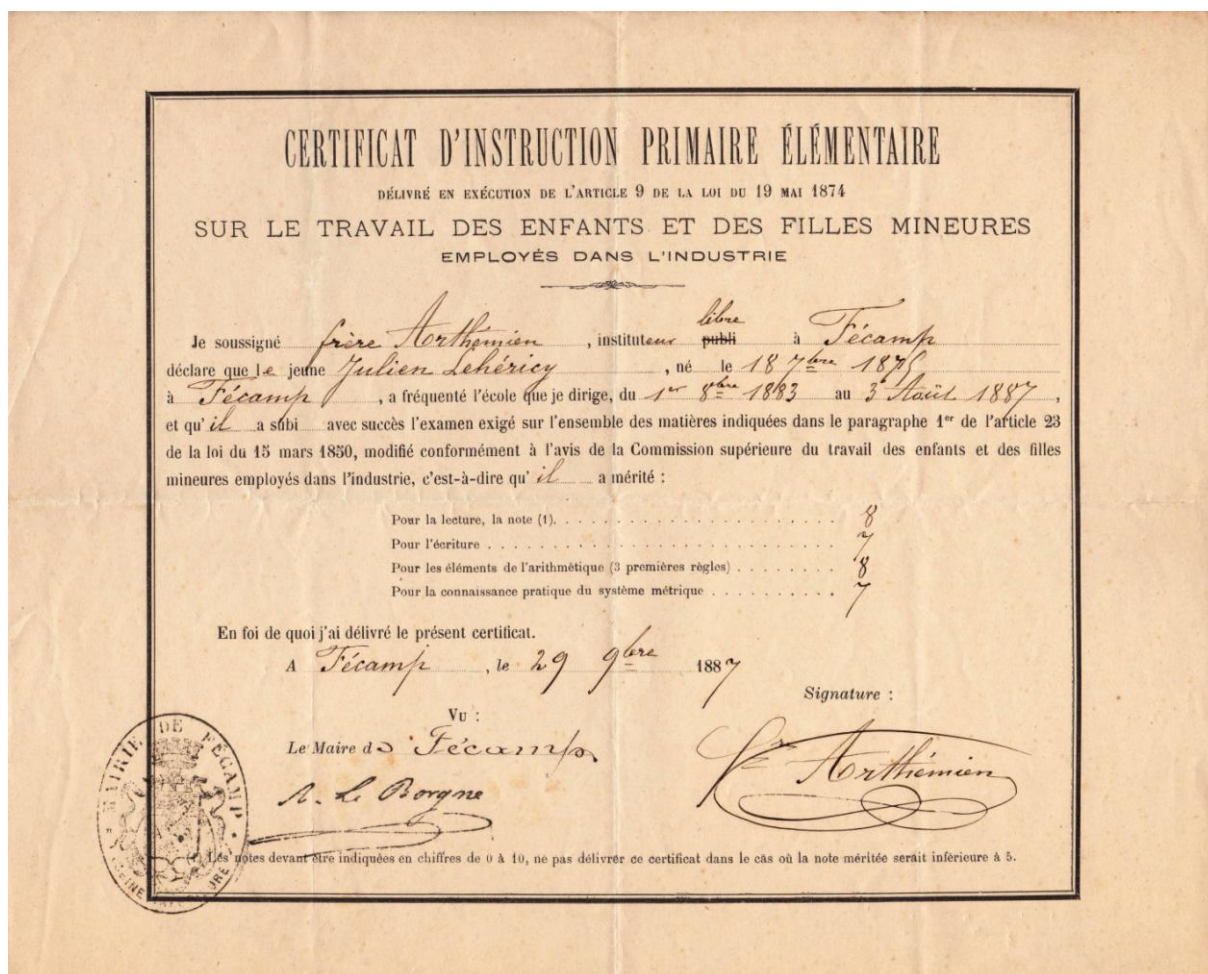 CERTIFICAT D'INSTRUCTION PRIMAIRE ÉLÉMENTAIRE
DÉLIVRÉ EN EXÉCUTION DE L'ARTICLE 9 DE LA LOI DU 19 MAI 1874
SUR LE TRAVAIL DES ENFANTS ET DES FILLES MINEURES
EMPLOYÉS DANS L'INDUSTRIE
libre
Je soussigné frère Arthémien, instituteur publi à Fécamp
déclare que le jeune Julien Lehéricy, né le 18 7bre
à Fécamp, a fréquenté l'école que je dirige, du 1er 8bre 1883 au 3 Août 1887,
et qu'il a subi avec succès l'examen exigé sur l'ensemble des matières indiquées dans le paragraphe 1er de l'article 23
de la loi du 15 mars 1850, modifié conformément à l'avis de la Commission supérieure du travail des enfants et des filles
mineures employés dans l'industrie, c'est-à-dire qu'il a mérité :
Pour la lecture, la note (1). . . . . . . . . . . . . . . . . . . . . . 8
Pour l'écriture . . . . . . . . . . . . . . . . . . . . . . . . . . . 7
Pour les éléments de l'arithmétique (3 premières règles) . . . . . . . . 8
Pour la connaissance pratique du système métrique . . . . . . . . . . 7
En foi de quoi j'ai délivré le présent certificat.
A Fécamp, le 29 9bre 1887
Signature :
Vu :
Le Maire de Fécamp
Fr Arthémien
A. Le Borgne
MAIRIE DE FÉCAMP
Les notes devant être indiquées en chiffres de 0 à 10, ne pas délivrer ce certificat dans le cas où la note méritée serait inférieure à 5.